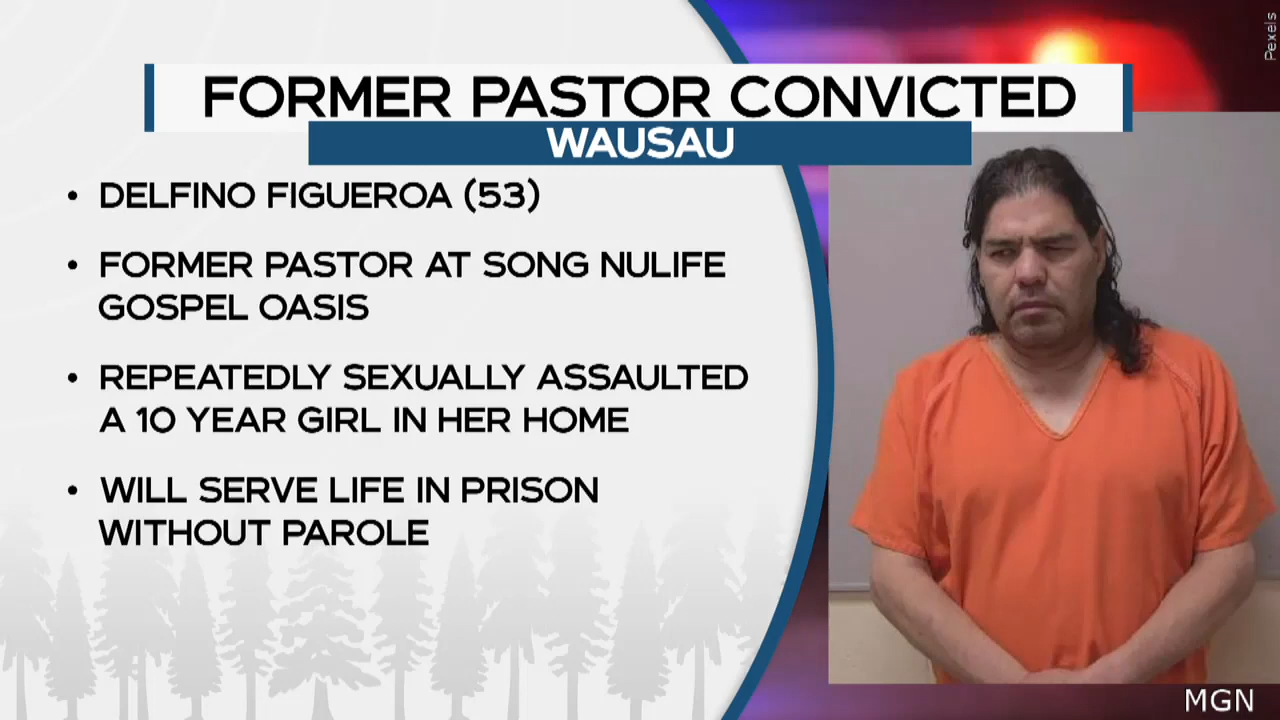 Pexels
FORMER PASTOR CONVICTED
WAUSAU
• DELFINO FIGUEROA (53)
• FORMER PASTOR AT SONG NULIFE
GOSPEL OASIS
• REPEATEDLY SEXUALLY ASSAULTED
A 10 YEAR GIRL IN HER HOME
• WILL SERVE LIFE IN PRISON
WITHOUT PAROLE
MGN